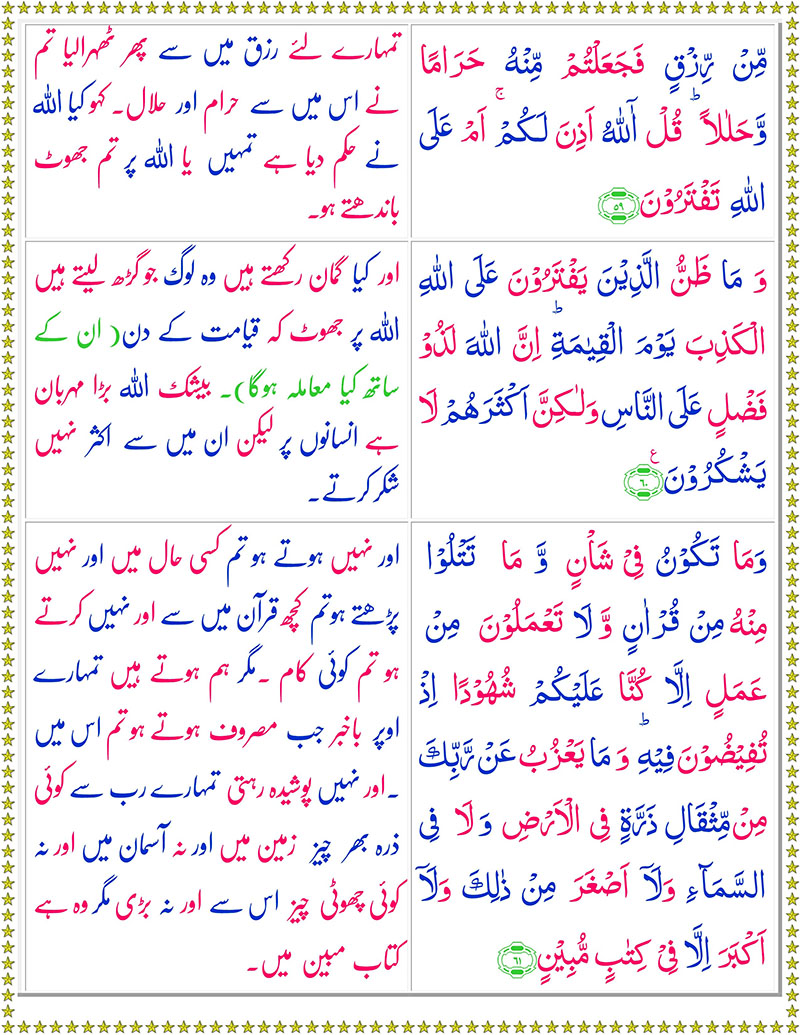 مِّنْ رِّزْقٍ فَجَعَلْتُمْ مِّنْهُ حَرَامًا
وَّحَلٰلًا ؕ قُلْ آٰللّٰهُ اَذِنَ لَكُمْ ۚ اَمْ عَلَى
اللّٰهِ تَفْتَرُوْنَ ﴿۵۹﴾
تمہارے لئے رزق میں سے پھر ٹھہرالیا تم
نے اس میں سے حرام اور حلال۔ کہو کیا اللہ
نے حکم دیا ہے تمہیں یا اللہ پر تم جھوٹ
باندھتے ہو۔
وَ مَا ظَنُّ الَّذِيْنَ يَفْتَرُوْنَ عَلَى اللّٰهِ
الْكَذِبَ يَوْمَ الْقِيٰمَةِ ؕ اِنَّ اللّٰهَ لَذُوْ
فَضْلٍ عَلَى النَّاسِ وَلٰكِنَّ اَكْثَرَهُمْ لَا
يَشْكُرُوْنَ ﴿۶۰﴾ ع
اور کیا گمان رکھتے ہیں وہ لوگ جو گڑھ لیتے ہیں
اللہ پر جھوٹ کہ قیامت کے دن ( ان کے
ساتھ کیا معاملہ ہوگا)۔ بیشک اللہ بڑا مہربان
ہے انسانوں پر لیکن ان میں سے اکثر نہیں
شکر کرتے۔
وَمَا تَكُوْنُ فِيْ شَاْنٍ وَّ مَا تَتْلُوْا
مِنْهُ مِنْ قُرْاٰنٍ وَّ لَا تَعْمَلُوْنَ مِنْ
عَمَلٍ اِلَّا كُنَّا عَلَيْكُمْ شُهُوْدًا اِذْ
تُفِيْضُوْنَ فِيْهِ ؕ وَ مَا يَعْزُبُ عَنْ رَّبِّكَ
مِنْ مِّثْقَالِ ذَرَّةٍ فِي الْاَرْضِ وَ لَا فِي
السَّمَآءِ وَلَاۤ اَصْغَرَ مِنْ ذٰلِكَ وَلَاۤ
اَكْبَرَ اِلَّا فِيْ كِتٰبٍ مُّبِيْنٍ ﴿۶۱﴾
اور نہیں ہوتے ہو تم کسی حال میں اور نہیں
پڑھتے ہو تم کچھ قرآن میں سے اور نہیں کرتے
ہو تم کوئی کام ۔مگر ہم ہوتے ہیں تمہارے
اوپر باخبر جب مصروف ہوتے ہو تم اس میں
۔اور نہیں پوشیدہ رہتی تمہارے رب سے کوئی
ذرہ بھر چیز زمین میں اور نہ آسمان میں اور نہ
کوئی چھوٹی چیز اس سے اور نہ بڑی مگر وہ ہے
کتاب مبین میں۔